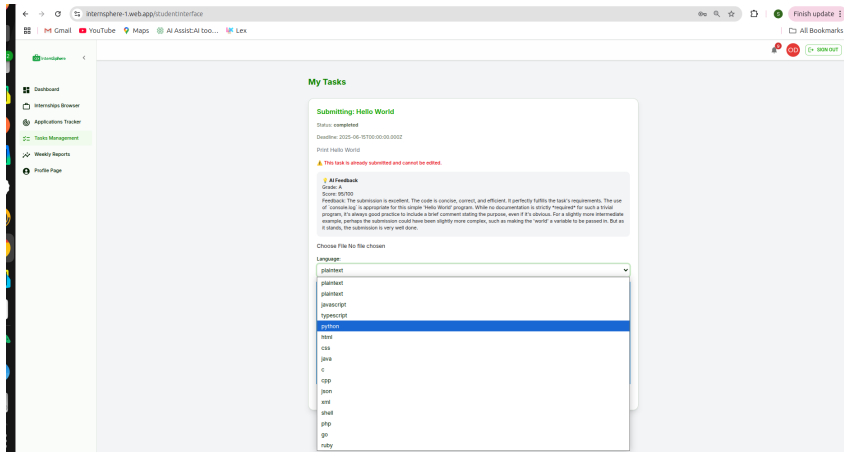 internsphere-1.web.app/studentInterface
Finish update
Gmail YouTube Maps AI Assist:AI too... Lex
All Bookmarks
InternSphere
OD SIGN OUT
Dashboard
Internships Browser
Applications Tracker
Tasks Management
Weekly Reports
Profile Page
My Tasks
Submitting: Hello World
Status: completed
Deadline: 2025-06-15T00:00:00.000Z
Print Hello World
This task is already submitted and cannot be edited.
AI Feedback
Grade: A
Score: 95/100
Feedback: The submission is excellent. The code is concise, correct, and efficient. It perfectly fulfills the task's requirements. The use
of `console.log` is appropriate for this simple 'Hello World' program. While no documentation is strictly *required* for such a trivial
program, it's always good practice to include a brief comment stating the purpose, even if it's obvious. For a slightly more intermediate
example, perhaps the submission could have been slightly more complex, such as making the 'world' a variable to be passed in. But as
it stands, the submission is very well done.
Choose File No file chosen
Language:
plaintext
plaintext
plaintext
javascript
typescript
python
html
css
java
c
cpp
json
xml
shell
php
go
ruby